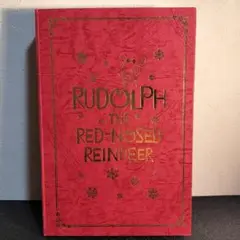 RUDOLPH
THE
RED-NOSED
REINDEER